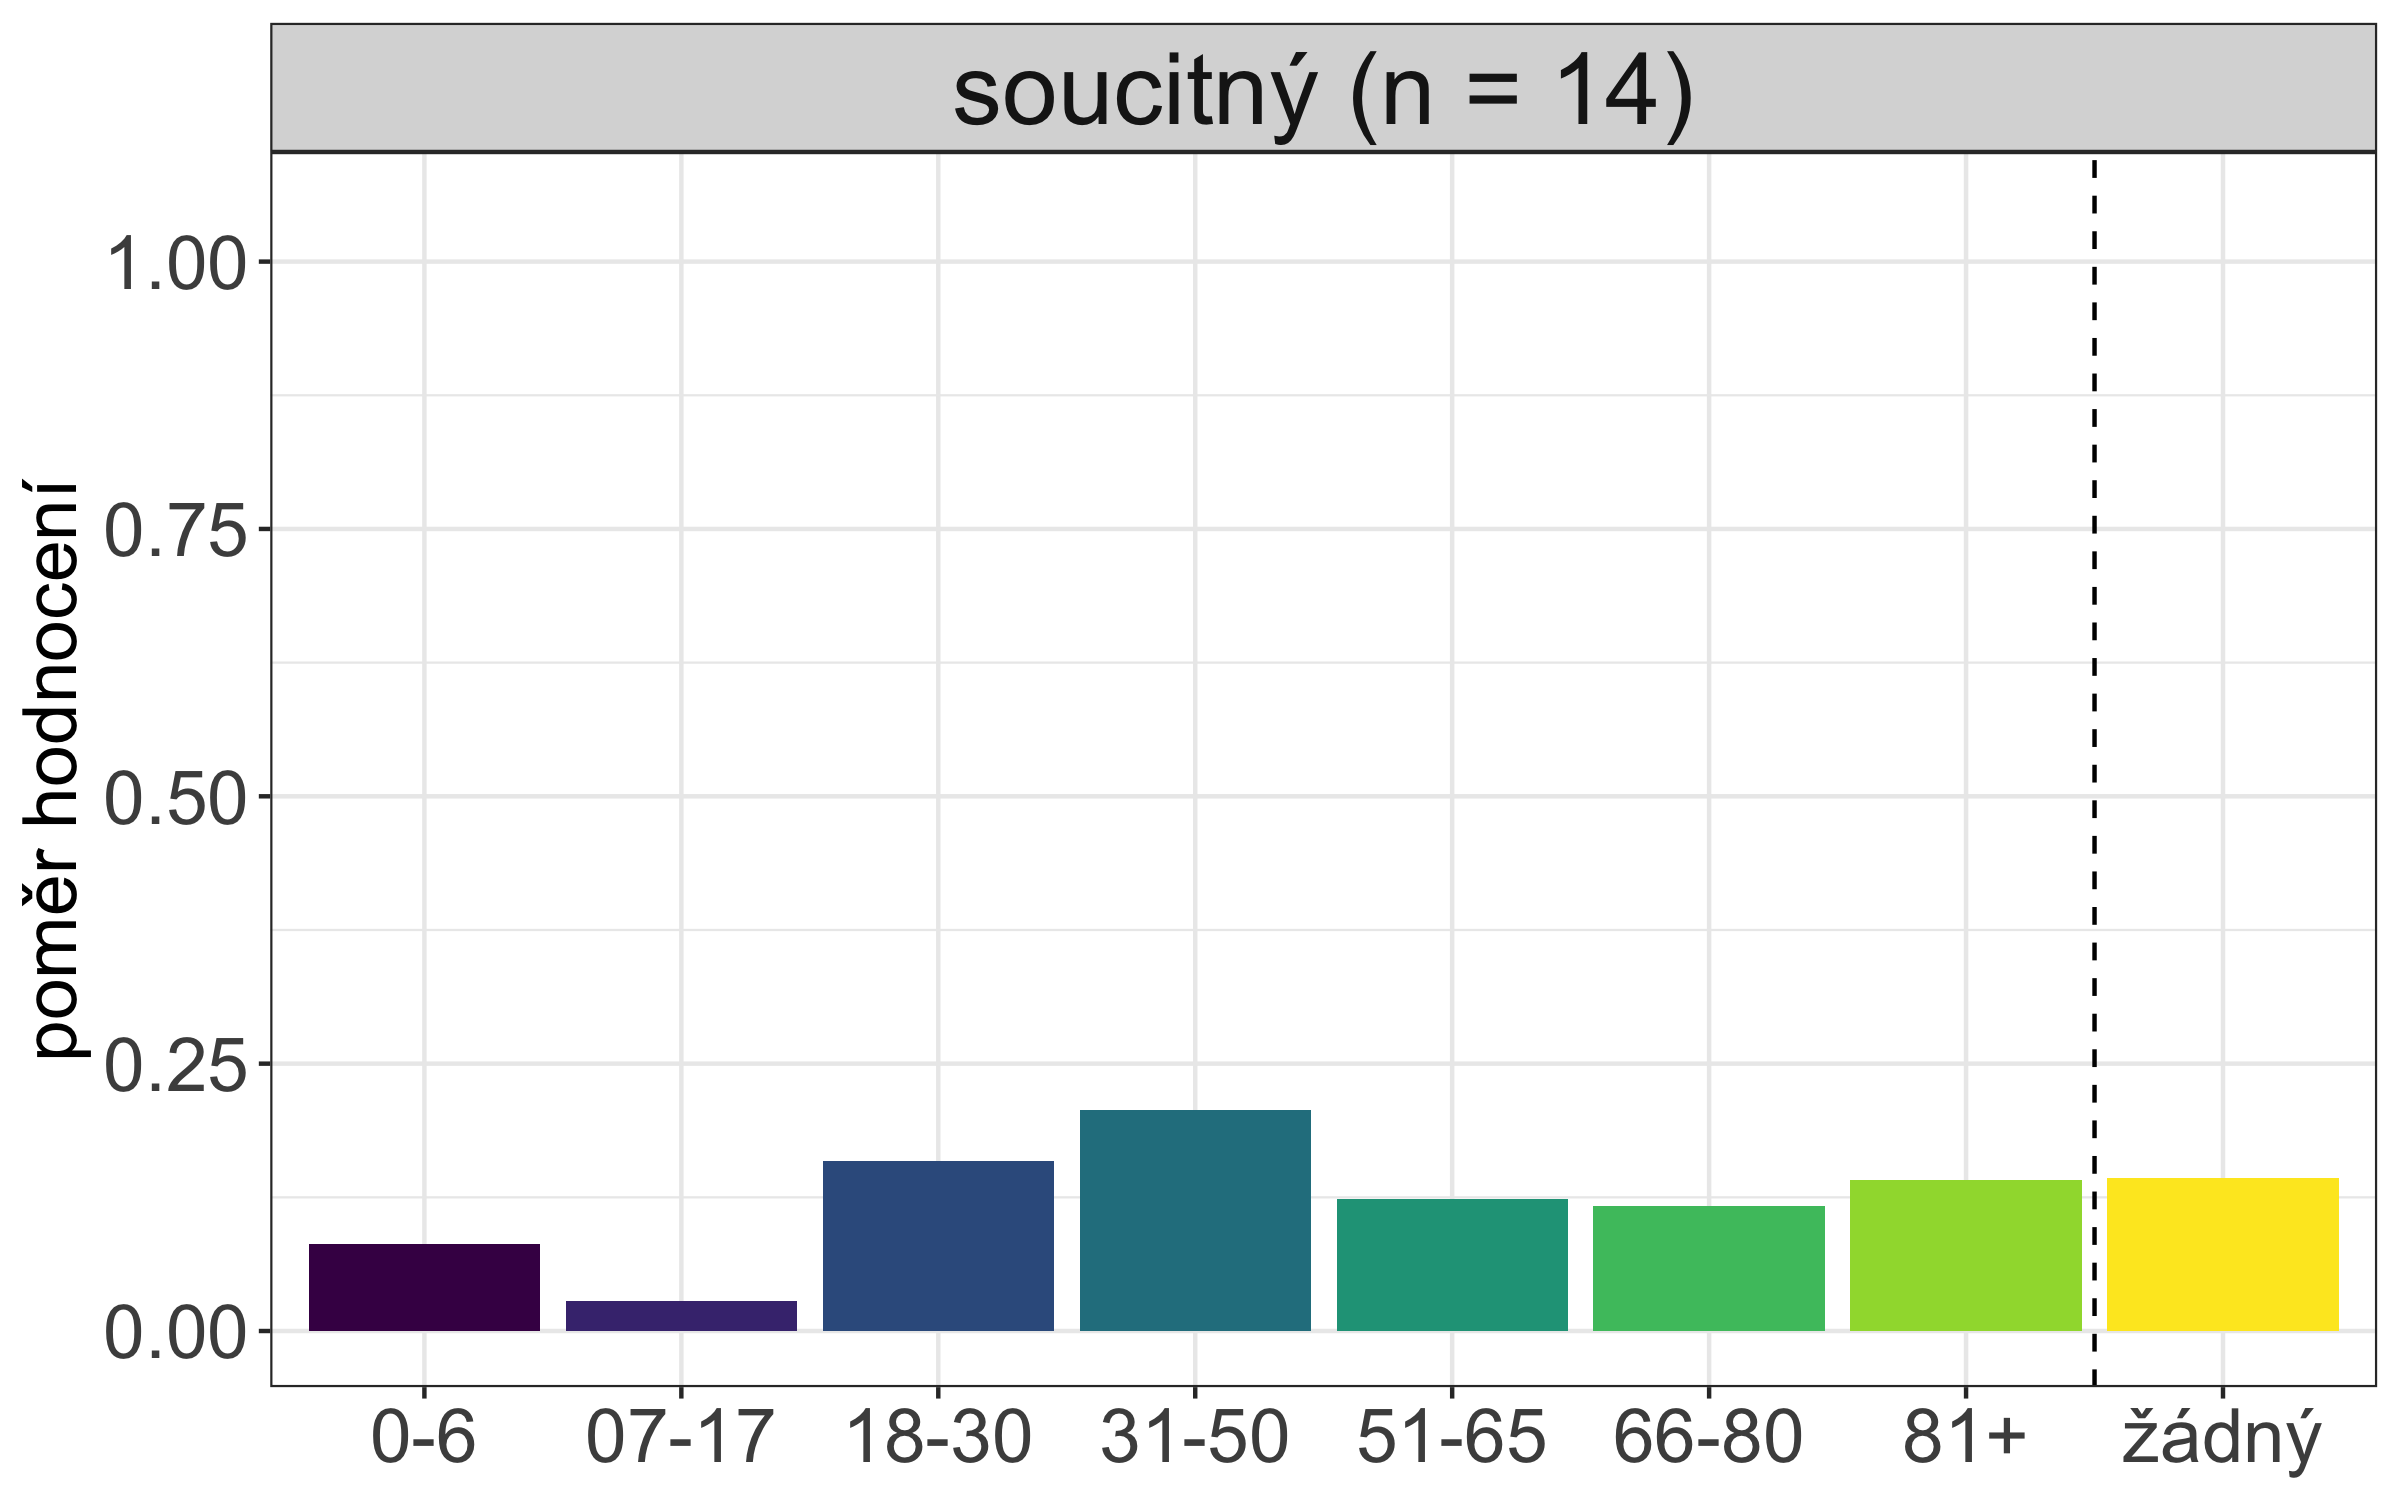 soucitný (n = 14)
poměr hodnocení
1.00
0.75
0.50
0.25
0.00
0-6 07-17 18-30 31-50 51-65 66-80 81+ žádný